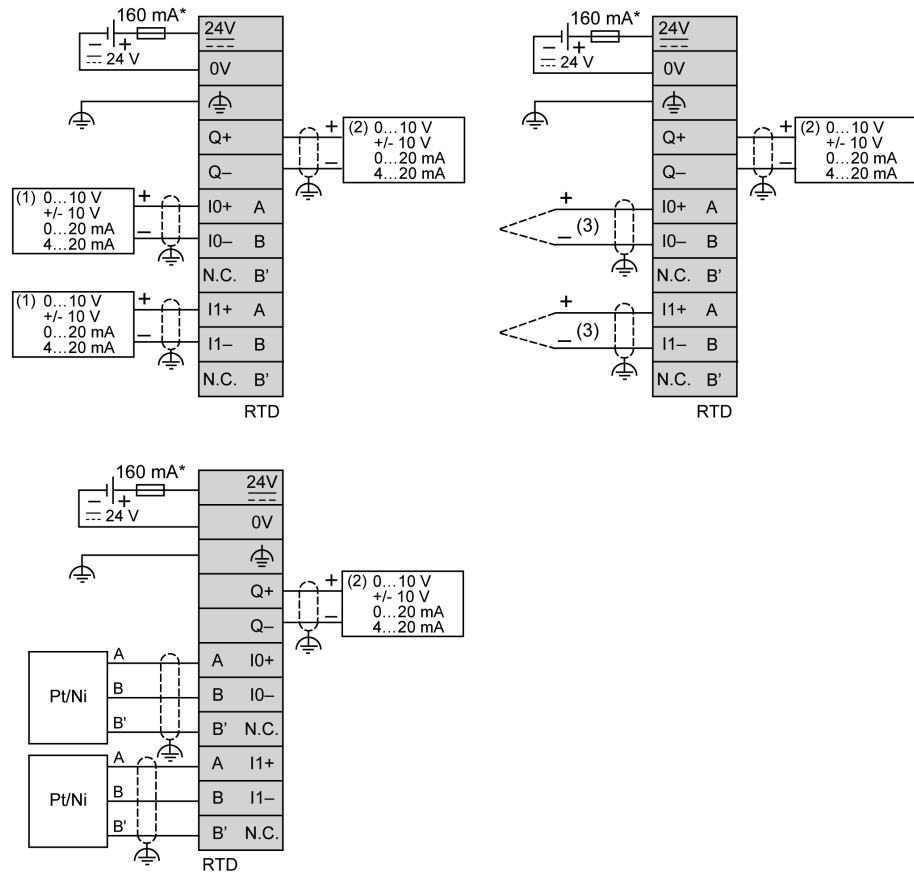 160 mA*
– +
24 V
24V
0V
Q+
Q–
I0+ A
I0– B
N.C. B'
I1+ A
I1– B
N.C. B'
RTD
+
–
(2) 0...10 V
+/- 10 V
0...20 mA
4...20 mA
(1) 0...10 V
+/- 10 V
0...20 mA
4...20 mA
+
–
(1) 0...10 V
+/- 10 V
0...20 mA
4...20 mA
+
–
160 mA*
– +
24 V
24V
0V
Q+
Q–
I0+ A
I0– B
N.C. B'
I1+ A
I1– B
N.C. B'
RTD
+
–
(2) 0...10 V
+/- 10 V
0...20 mA
4...20 mA
+
– (3)
+
– (3)
160 mA*
– +
24 V
24V
0V
Q+
Q–
A I0+
B I0–
B' N.C.
A I1+
B I1–
B' N.C.
RTD
+
–
(2) 0...10 V
+/- 10 V
0...20 mA
4...20 mA
Pt/Ni
A
B
B'
Pt/Ni
A
B
B'